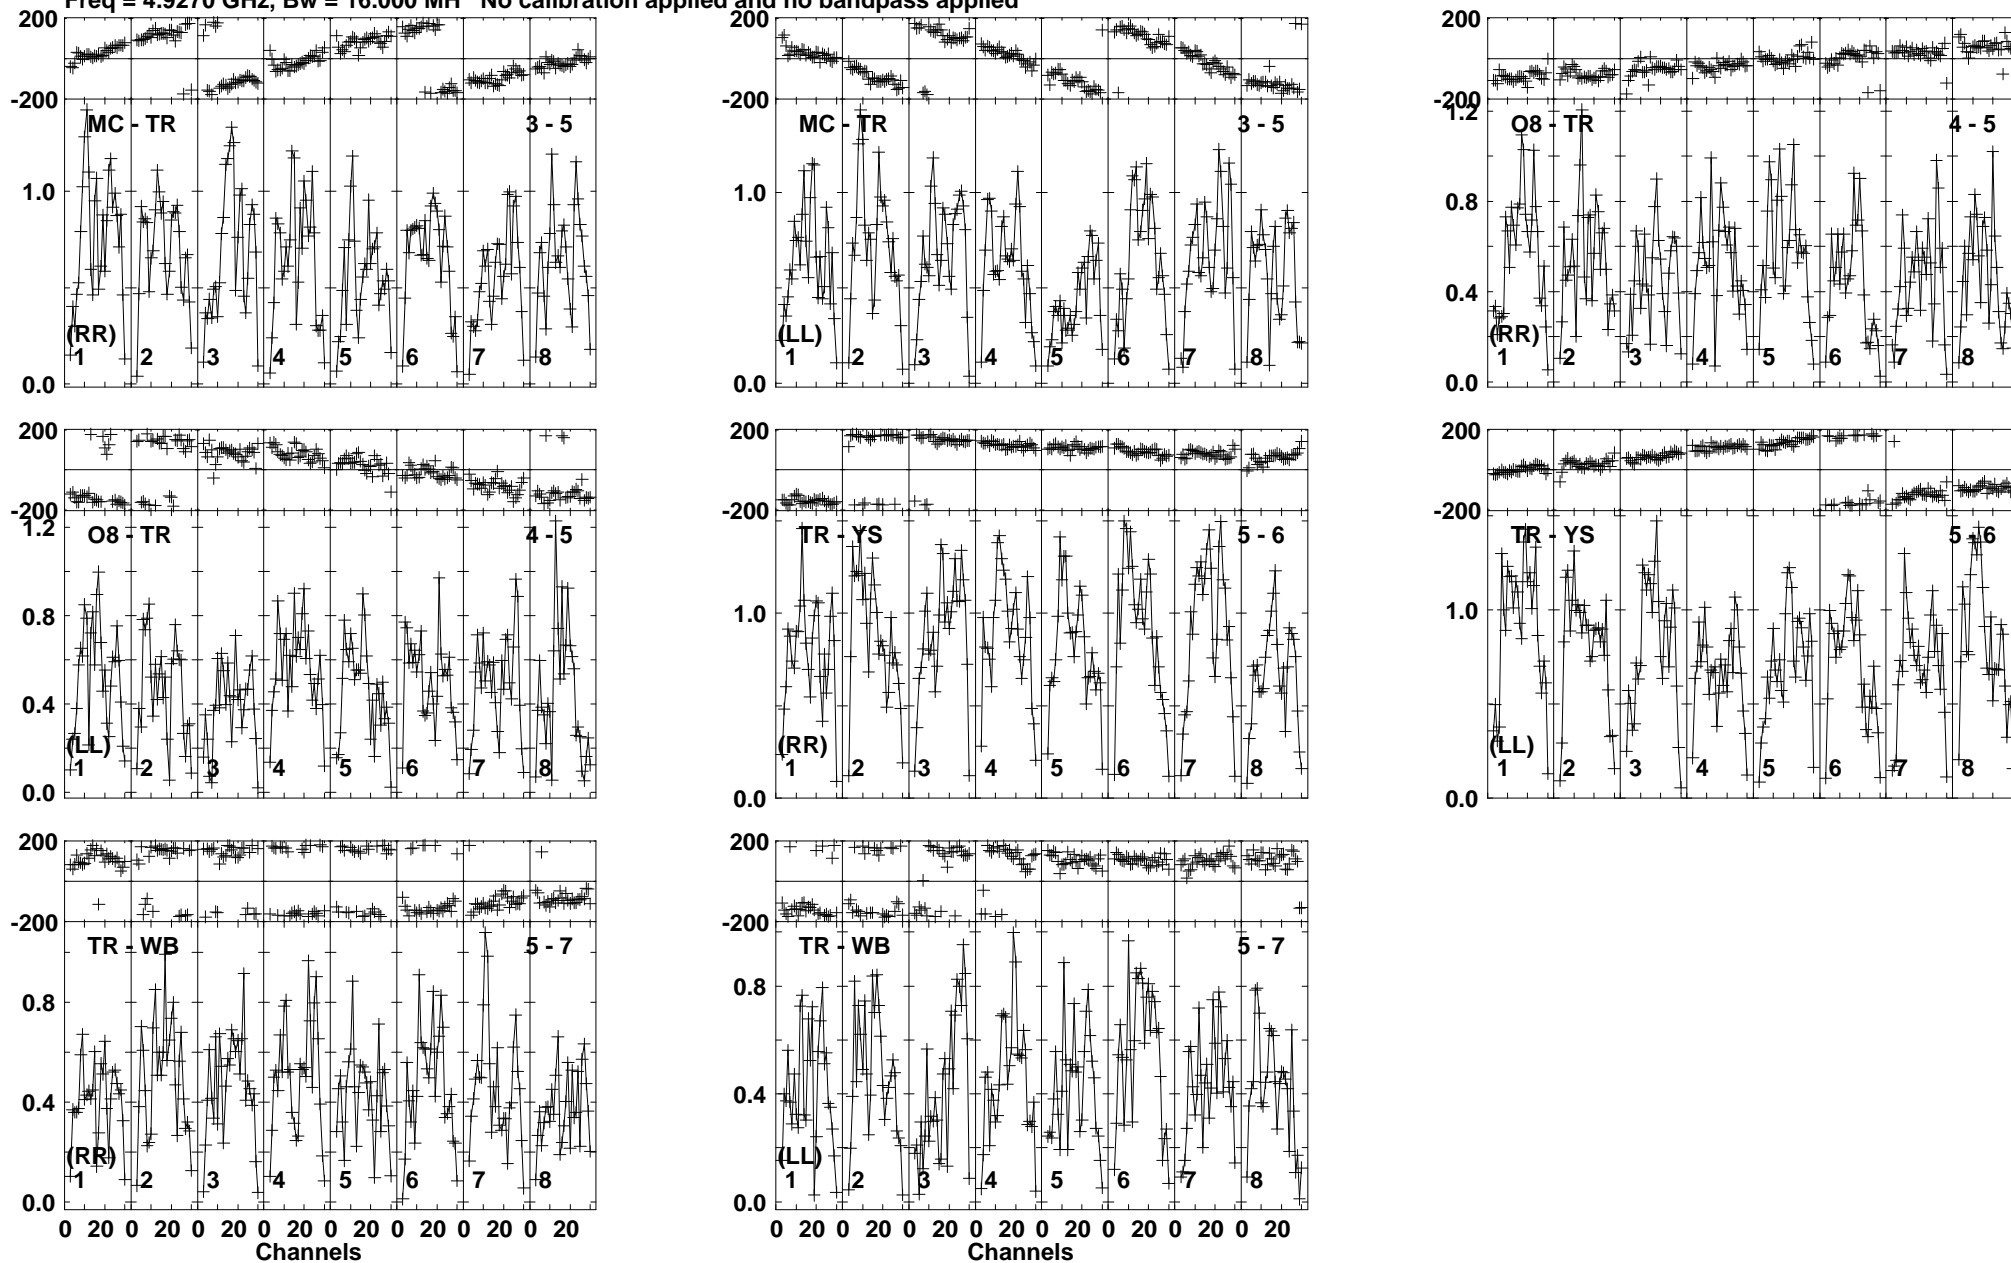 Freq = 4.9270 GHz, Bw = 16.000 MH No calibration applied and no bandpass applied
200 200 200
-200 -200 -200
MC - TR 3 - 5 MC - TR 3 - 5 1.2 O8 - TR 4 - 5
1.0 1.0 0.8
0.4
(RR) (LL) (RR)
1 2 3 4 5 6 7 8 1 2 3 4 5 6 7 8 1 2 3 4 5 6 7 8
0.0 0.0 0.0
200 200 200
-200 -200 -200
1.2 O8 - TR 4 - 5 TR - YS 5 - 6 TR - YS 5 - 6
0.8 1.0 1.0
0.4
(LL) (RR) (LL)
1 2 3 4 5 6 7 8 1 2 3 4 5 6 7 8 1 2 3 4 5 6 7 8
0.0 0.0 0.0
200 200
-200 -200
TR - WB 5 - 7 TR - WB 5 - 7
0.8 0.8
0.4 0.4
(RR) (LL)
1 2 3 4 5 6 7 8 1 2 3 4 5 6 7 8
0.0 0.0
0 20 0 20 0 20 0 20 0 20 0 20 0 20 0 20 0 20 0 20 0 20 0 20 0 20 0 20 0 20 0 20
Channels Channels